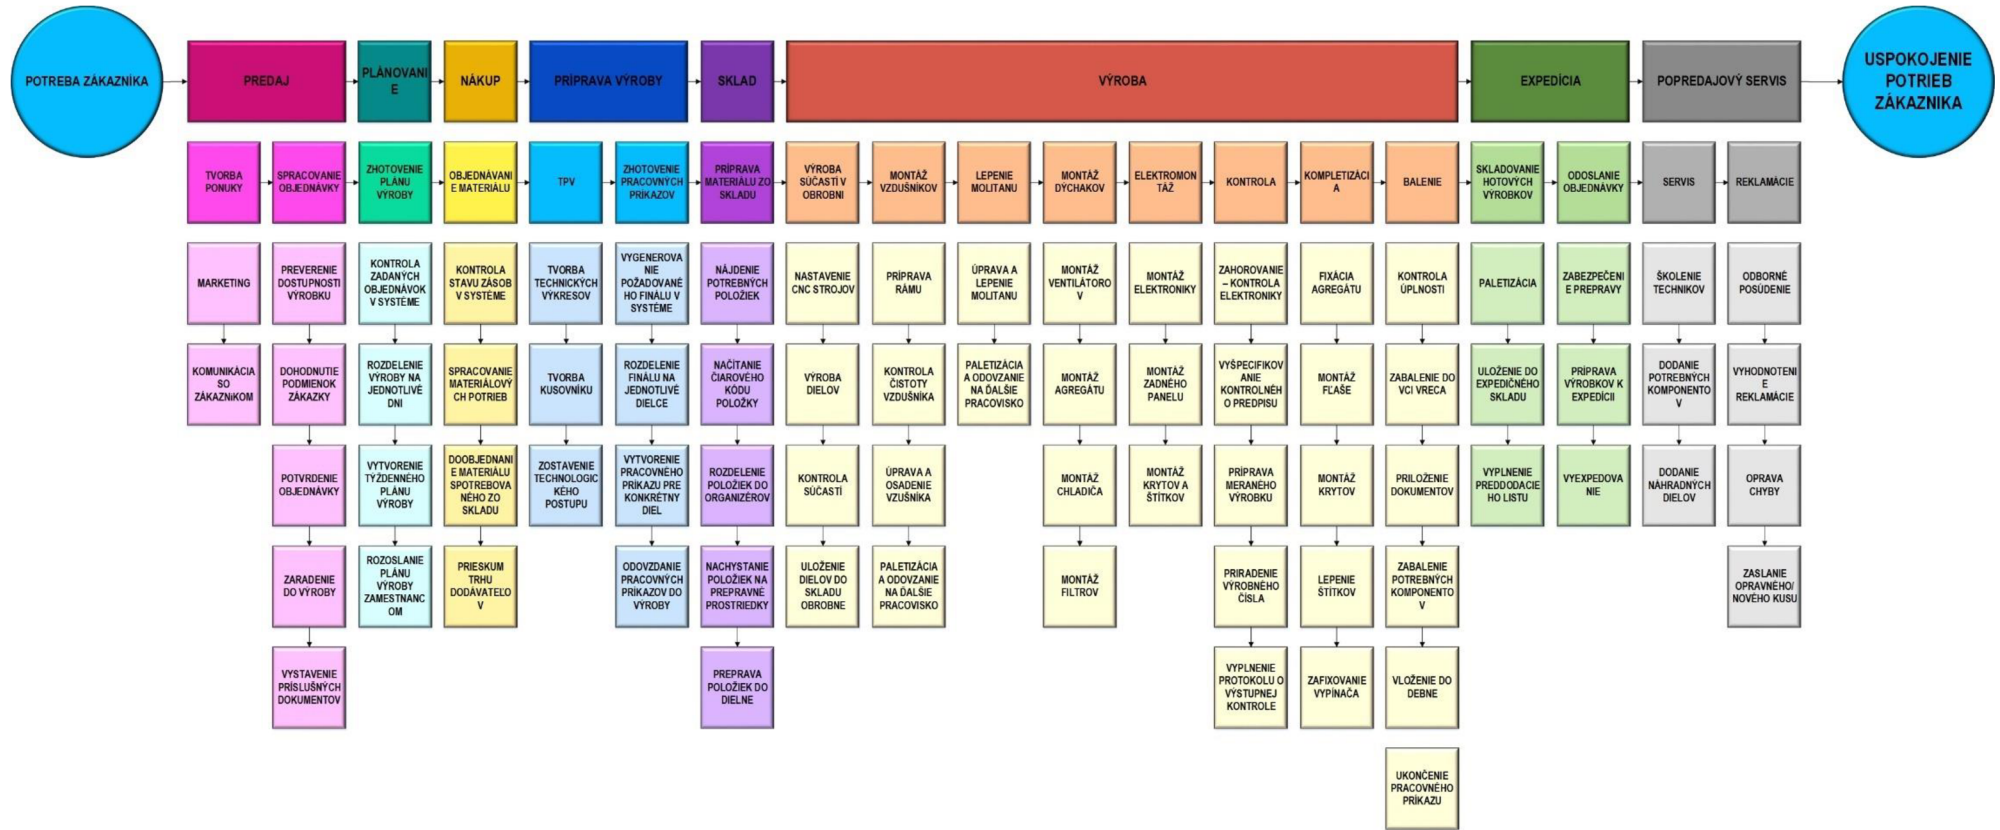 POTREBA ZÁKAZNÍKA
PREDAJ
PLÁNOVANI
E
NÁKUP
PRÍPRAVA VÝROBY
SKLAD
VÝROBA
EXPEDÍCIA
POPREDAJOVÝ SERVIS
USPOKOJENIE
POTRIEB
ZÁKAZNIKA
TVORBA
PONUKY
SPRACOVANIE
OBJEDNÁVKY
ZHOTOVENIE
PLÁNU
VÝROBY
OBJEDNÁVANI
E MATERIÁLU
TPV
ZHOTOVENIE
PRACOVNÝCH
PRÍKAZOV
PRÍPRAVA
MATERIÁLU ZO
SKLADU
VÝROBA
SÚČASTÍ V
OBROBNI
MONTÁŽ
VZDUŠNÍKOV
LEPENIE
MOLITANU
MONTÁŽ
DÝCHAKOV
ELEKTROMON
TÁŽ
KONTROLA
KOMPLETIZÁCI
A
BALENIE
SKLADOVANIE
HOTOVÝCH
VÝROBKOV
ODOSLANIE
OBJEDNÁVKY
SERVIS
REKLAMÁCIE
MARKETING
PREVERENIE
DOSTUPNOSTI
VÝROBKU
KONTROLA
ZADANÝCH
OBJEDNÁVOK
V SYSTÉME
KONTROLA
STAVU ZÁSOB
V SYSTÉME
TVORBA
TECHNICKÝCH
VÝKRESOV
VYGENEROVA
NIE
POŽADOVANÉ
HO FINÁLU V
SYSTÉME
NÁJDENIE
POTREBNÝCH
POLOŽIEK
NASTAVENIE
CNC STROJOV
PRÍPRAVA
RÁMU
ÚPRAVA A
LEPENIE
MOLITANU
MONTÁŽ
VENTILÁTORO
V
MONTÁŽ
ELEKTRONIKY
ZAHOROVANIE
– KONTROLA
ELEKTRONIKY
FIXÁCIA
AGREGÁTU
KONTROLA
ÚPLNOSTI
PALETIZÁCIA
ZABEZPEČENI
E PREPRAVY
ŠKOLENIE
TECHNIKOV
ODBORNÉ
POSÚDENIE
KOMUNIKÁCIA
SO
ZÁKAZNíKOM
DOHODNUTIE
PODMIENOK
ZÁKAZKY
ROZDELENIE
VÝROBY NA
JEDNOTLIVÉ
DNI
SPRACOVANIE
MATERIÁLOVÝ
CH POTRIEB
TVORBA
KUSOVNÍKU
ROZDELENIE
FINÁLU NA
JEDNOTLIVÉ
DIELCE
NAČÍTANIE
ČIAROVÉHO
KÓDU
POLOŽKY
VÝROBA
DIELOV
KONTROLA
ČISTOTY
VZDUŠNÍKA
PALETIZÁCIA
A ODOVZANIE
NA ĎALŠIE
PRACOVISKO
MONTÁŽ
AGREGÁTU
MONTÁŽ
ZADNÉHO
PANELU
VYŠPECIFIKOV
ANIE
KONTROLNÉH
O PREDPISU
MONTÁŽ
FĽAŠE
ZABALENIE DO
VCI VRECA
ULOŽENIE DO
EXPEDIČNÉHO
SKLADU
PRÍPRAVA
VÝROBKOV K
EXPEDÍCII
DODANIE
POTREBNÝCH
KOMPONENTO
V
VYHODNOTENI
E
REKLAMÁCIE
POTVRDENIE
OBJEDNÁVKY
VYTVORENIE
TÝŽDENNÉHO
PLÁNU
VÝROBY
DOOBJEDNANI
E MATERIÁLU
SPOTREBOVA
NÉHO ZO
SKLADU
ZOSTAVENIE
TECHNOLOGIC
KÉHO
POSTUPU
VYTVORENIE
PRACOVNÉHO
PRÍKAZU PRE
KONKRÉTNY
DIEL
ROZDELENIE
POLOŽIEK DO
ORGANIZÉROV
KONTROLA
SÚČASTÍ
ÚPRAVA A
OSADENIE
VZUŠNÍKA
MONTÁŽ
CHLADIČA
MONTÁŽ
KRYTOV A
ŠTÍTKOV
PRÍPRAVA
MERANÉHO
VÝROBKU
MONTÁŽ
KRYTOV
PRILOŽENIE
DOKUMENTOV
VYPLNENIE
PREDDODACIE
HO LISTU
VYEXPEDOVA
NIE
DODANIE
NÁHRADNÝCH
DIELOV
OPRAVA
CHYBY
ZARADENIE
DO VÝROBY
ROZOSLANIE
PLÁNU
VÝROBY
ZAMESTNANC
OM
PRIESKUM
TRHU
DODÁVATEĽO
V
ODOVZDANIE
PRACOVNÝCH
PRÍKAZOV DO
VÝROBY
NACHYSTANIE
POLOŽIEK NA
PREPRAVNÉ
PROSTRIEDKY
ULOŽENIE
DIELOV DO
SKLADU
OBROBNE
PALETIZÁCIA
A ODOVZANIE
NA ĎALŠIE
PRACOVISKO
MONTÁŽ
FILTROV
PRIRADENIE
VÝROBNÉHO
ČÍSLA
LEPENIE
ŠTÍTKOV
ZABALENIE
POTREBNÝCH
KOMPONENTO
V
ZASLANIE
OPRAVNÉHO/
NOVÉHO KUSU
VYSTAVENIE
PRÍSLUŠNÝCH
DOKUMENTOV
PREPRAVA
POLOŽIEK DO
DIELNE
VYPLNENIE
PROTOKOLU O
VÝSTUPNEJ
KONTROLE
ZAFIXOVANIE
VYPÍNAČA
VLOŽENIE DO
DEBNE
UKONČENIE
PRACOVNÉHO
PRÍKAZU